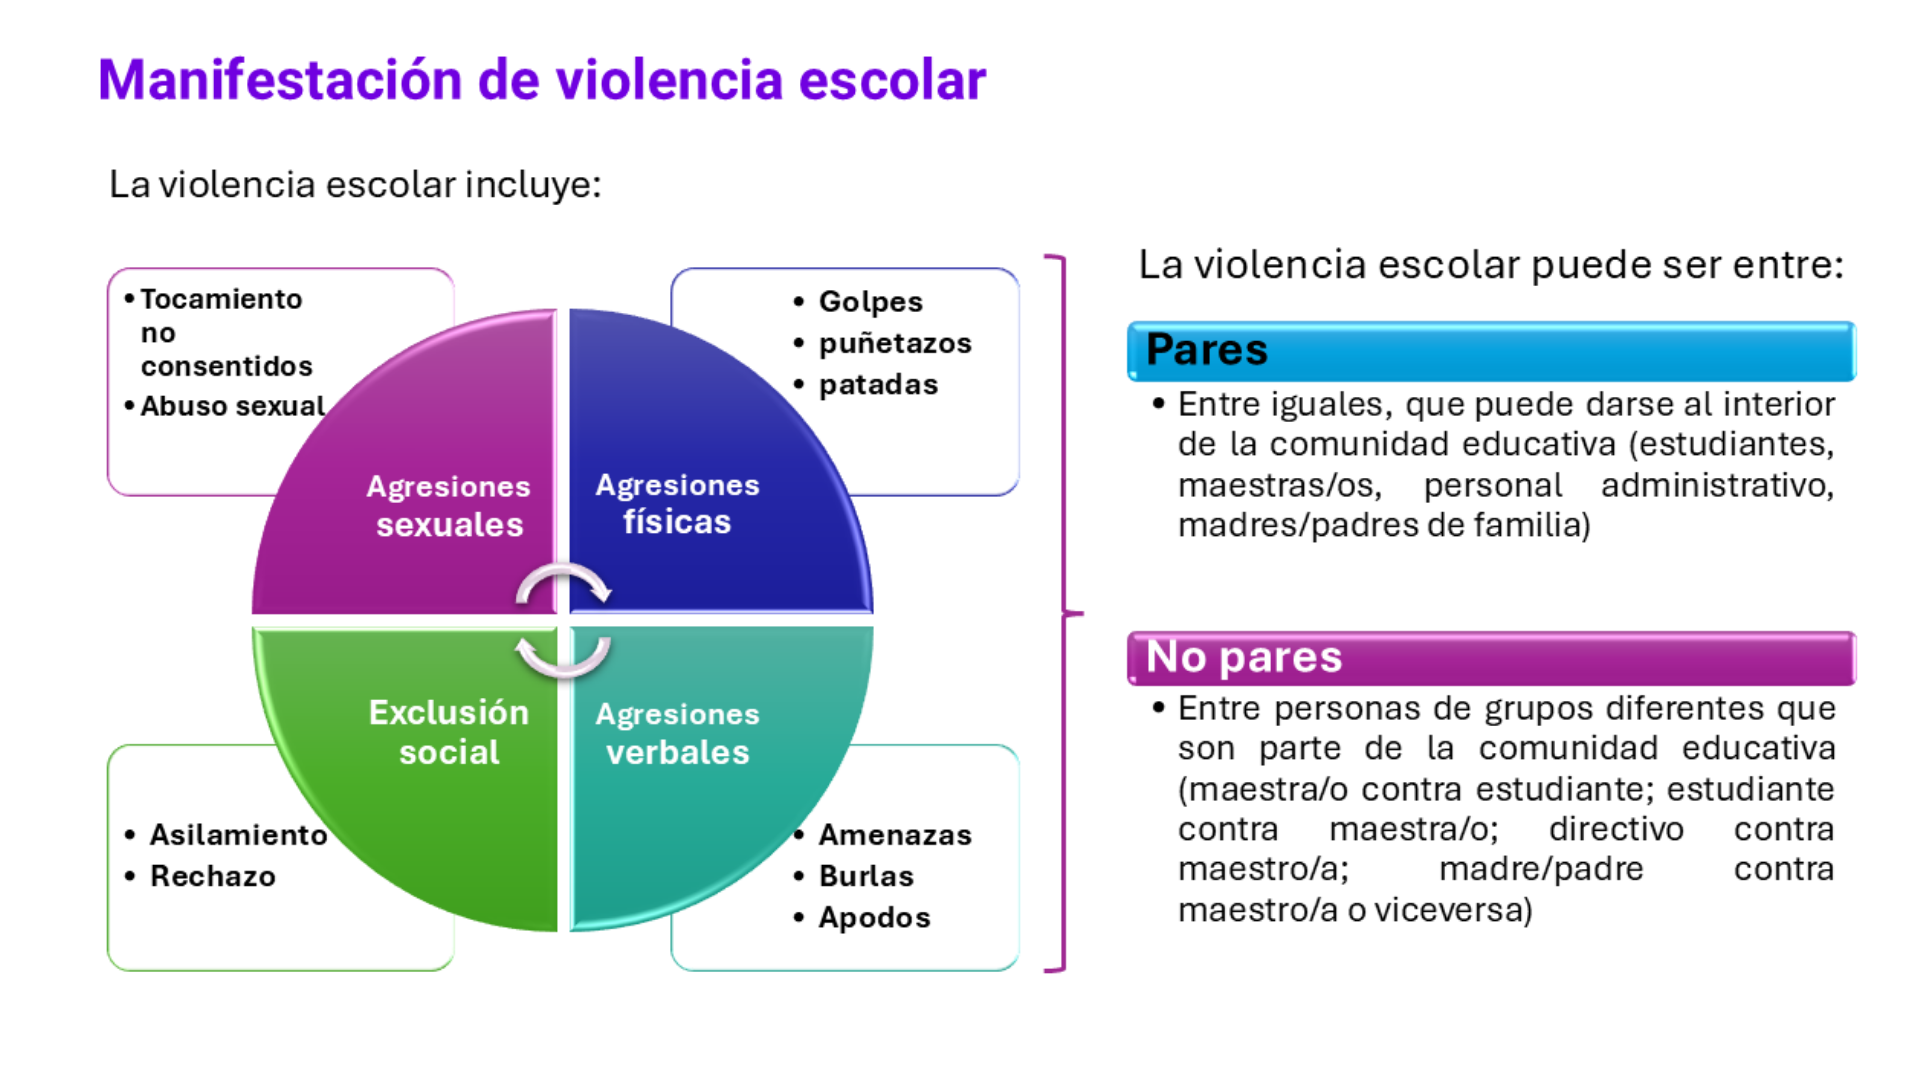 Manifestación de violencia escolar
La violencia escolar incluye:
• Tocamiento
no
consentidos
• Abuso sexual
• Golpes
• puñetazos
• patadas
Agresiones
sexuales
Agresiones
físicas
Exclusión
social
Agresiones
verbales
• Asilamiento
• Rechazo
• Amenazas
• Burlas
• Apodos
La violencia escolar puede ser entre:
Pares
• Entre iguales, que puede darse al interior
de la comunidad educativa (estudiantes,
maestras/os, personal administrativo,
madres/padres de familia)
No pares
• Entre personas de grupos diferentes que
son parte de la comunidad educativa
(maestra/o contra estudiante; estudiante
contra maestra/o; directivo contra
maestro/a; madre/padre contra
maestro/a o viceversa)